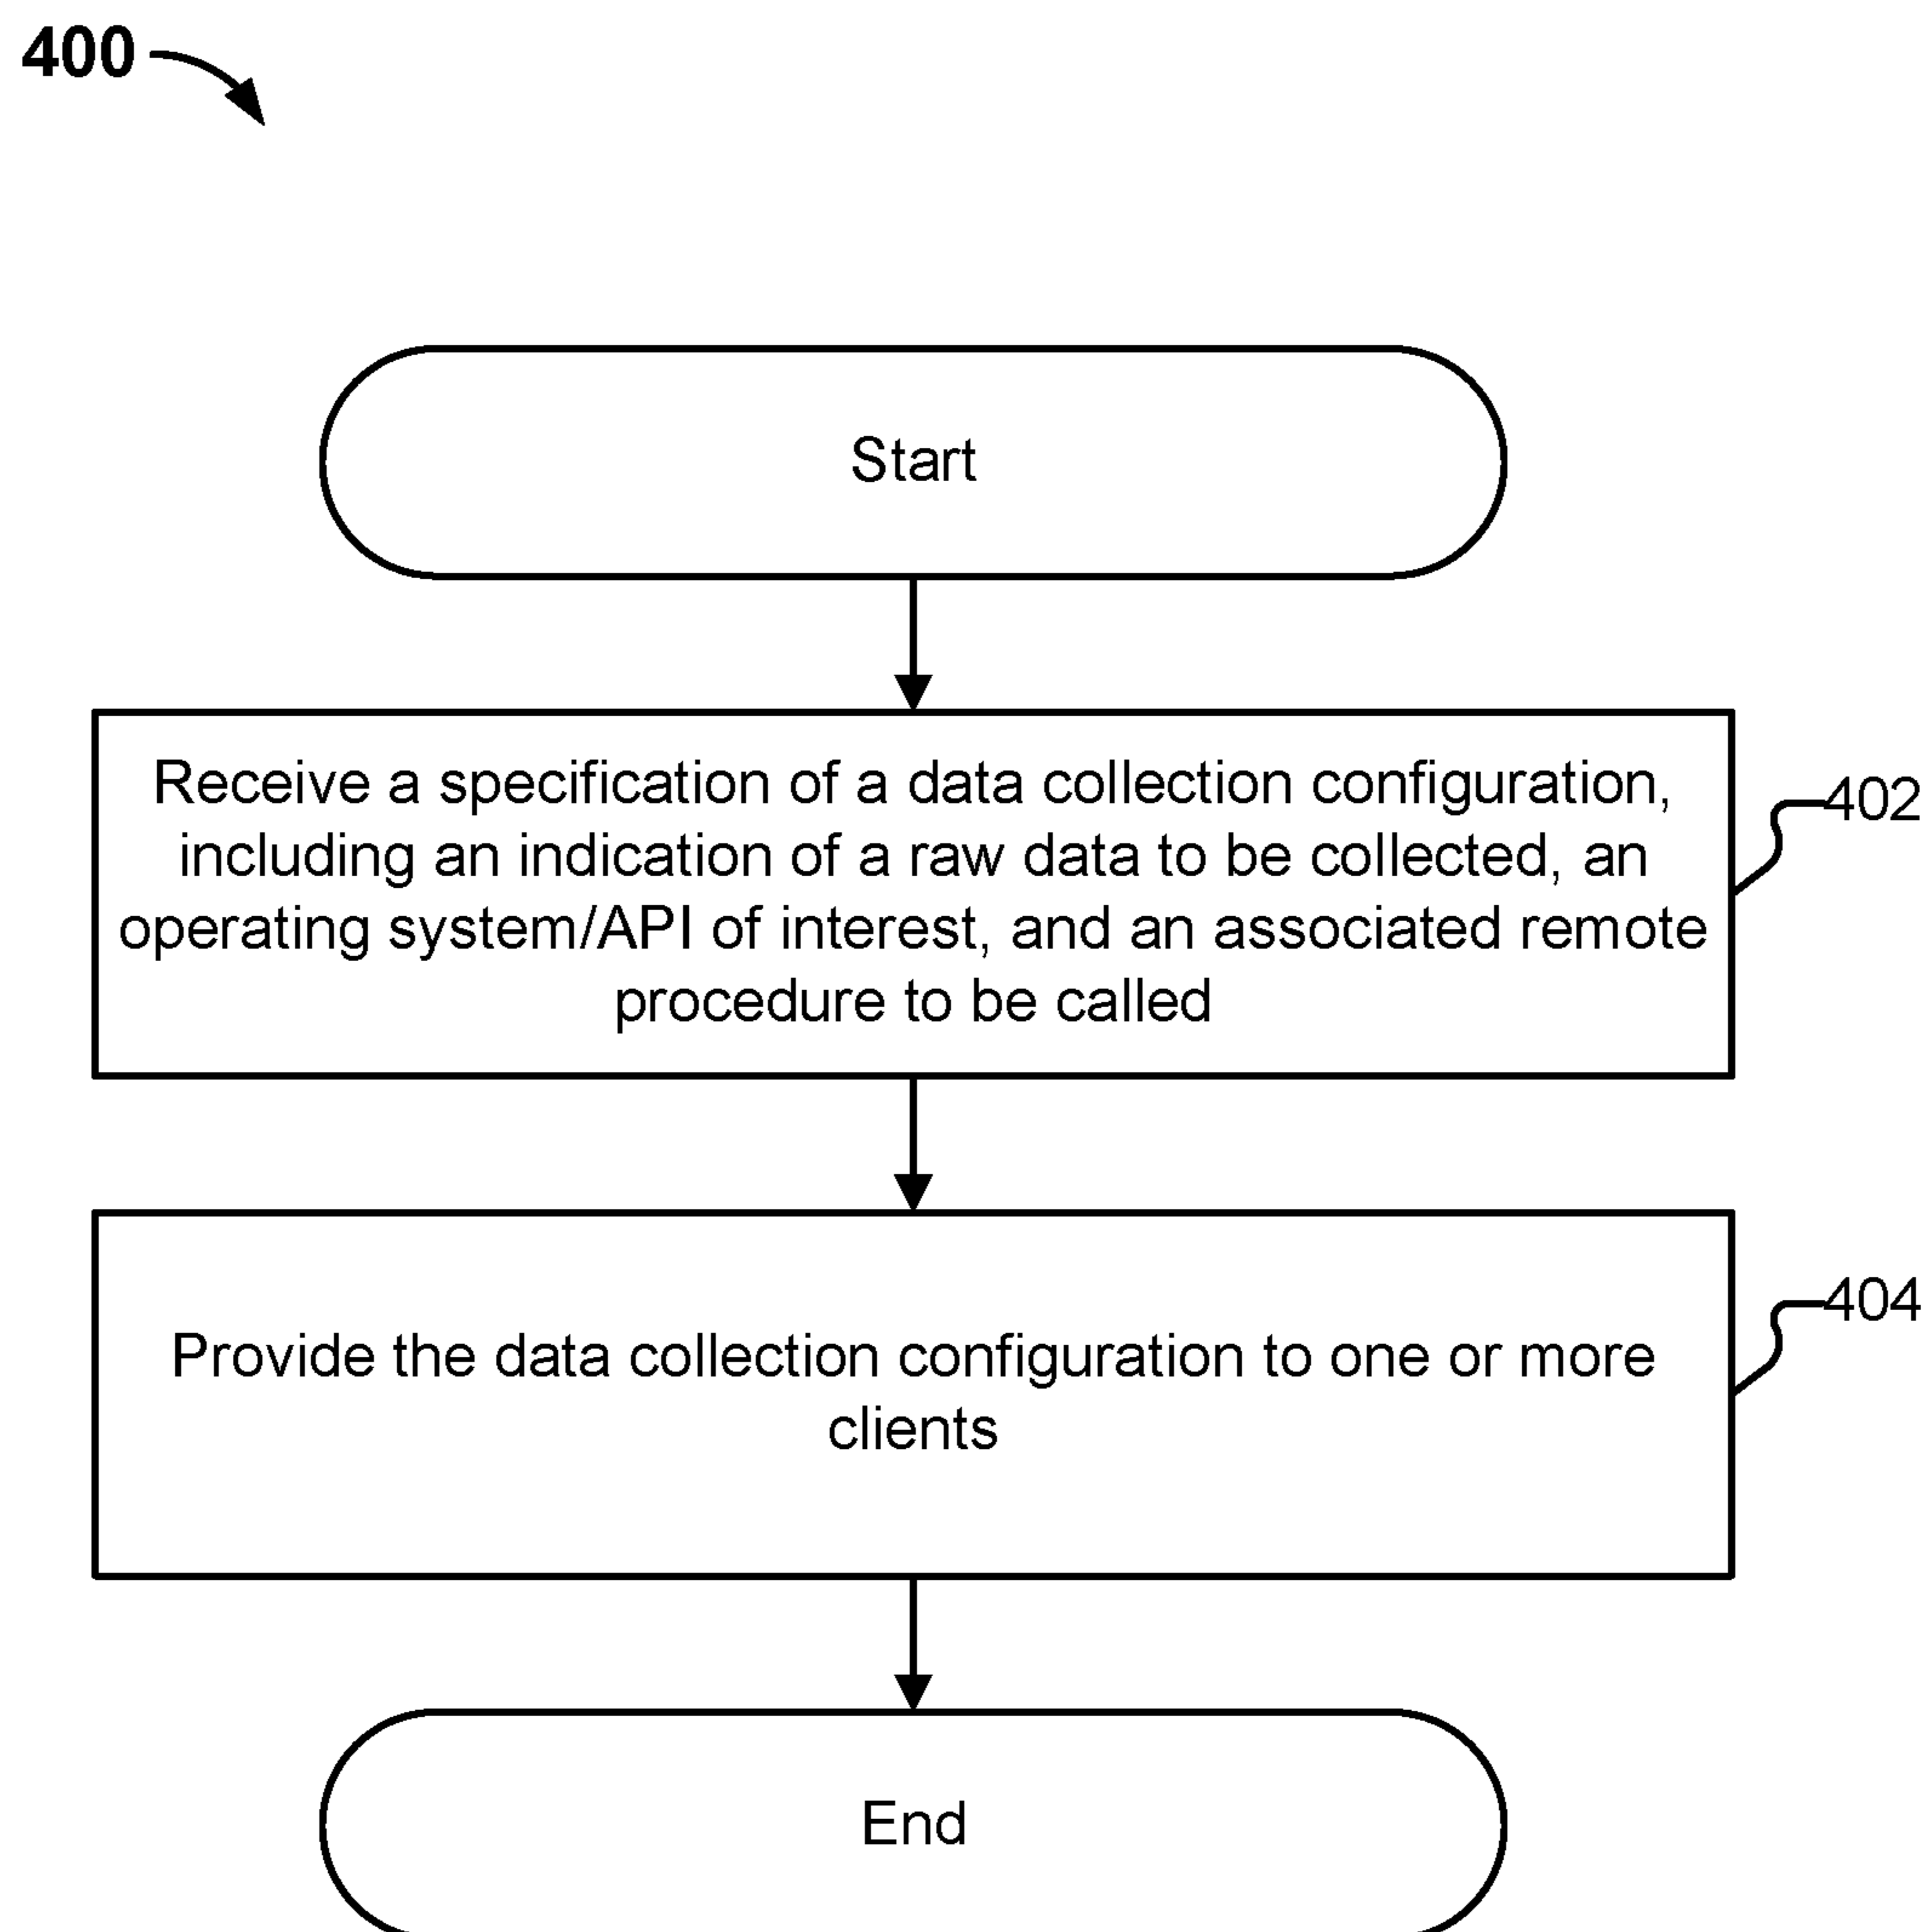 400
Start
Receive a specification of a data collection configuration,
including an indication of a raw data to be collected, an
operating system/API of interest, and an associated remote
procedure to be called
402
Provide the data collection configuration to one or more
clients
404
End